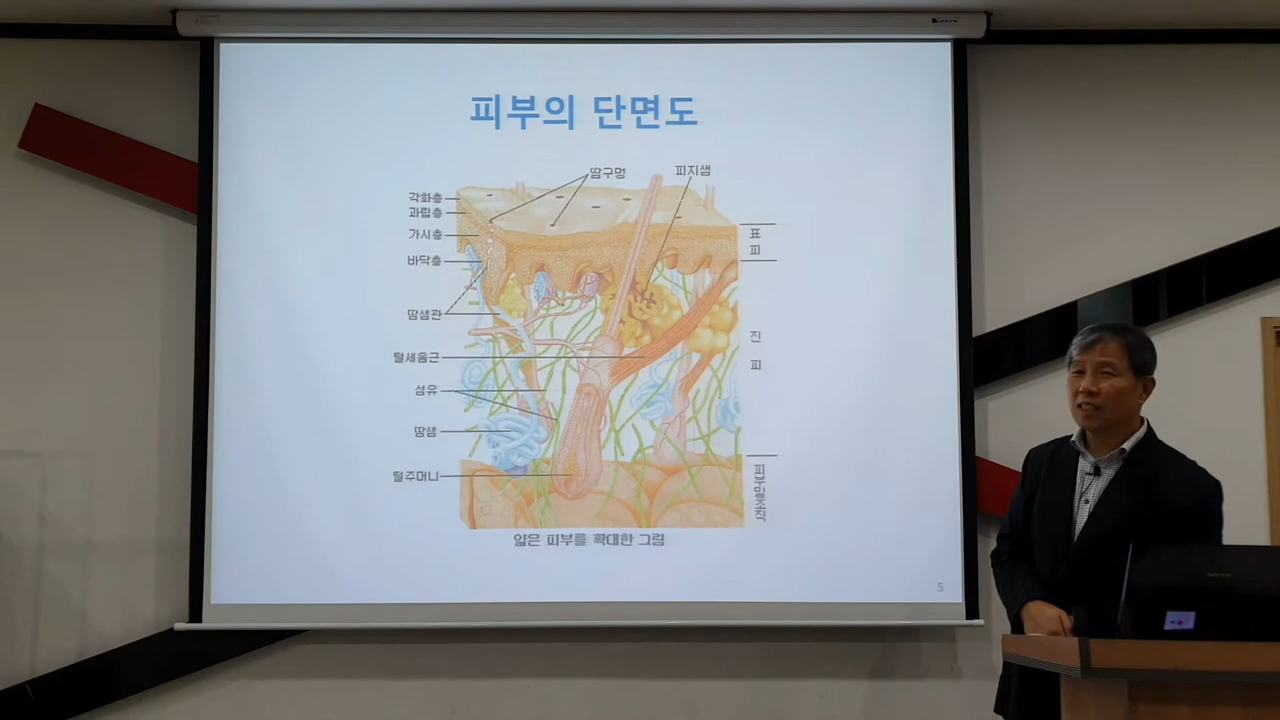 피부의 단면도
땀구멍
피지샘
각화층
과립층
가시층
바닥층
땀샘관
털세움근
섬유
땀샘
털주머니
표
피
진
피
피부밑조직
얇은 피부를 확대한 그림
5